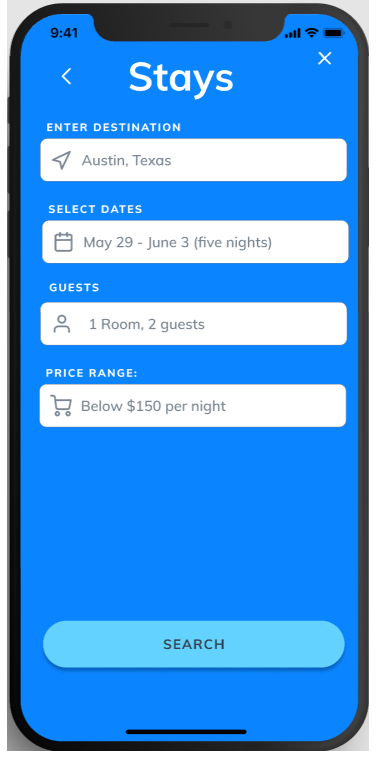 9:41
Stays
ENTER DESTINATION
Austin, Texas
SELECT DATES
May 29 - June 3 (five nights)
GUESTS
1 Room, 2 guests
PRICE RANGE:
Below $150 per night
SEARCH